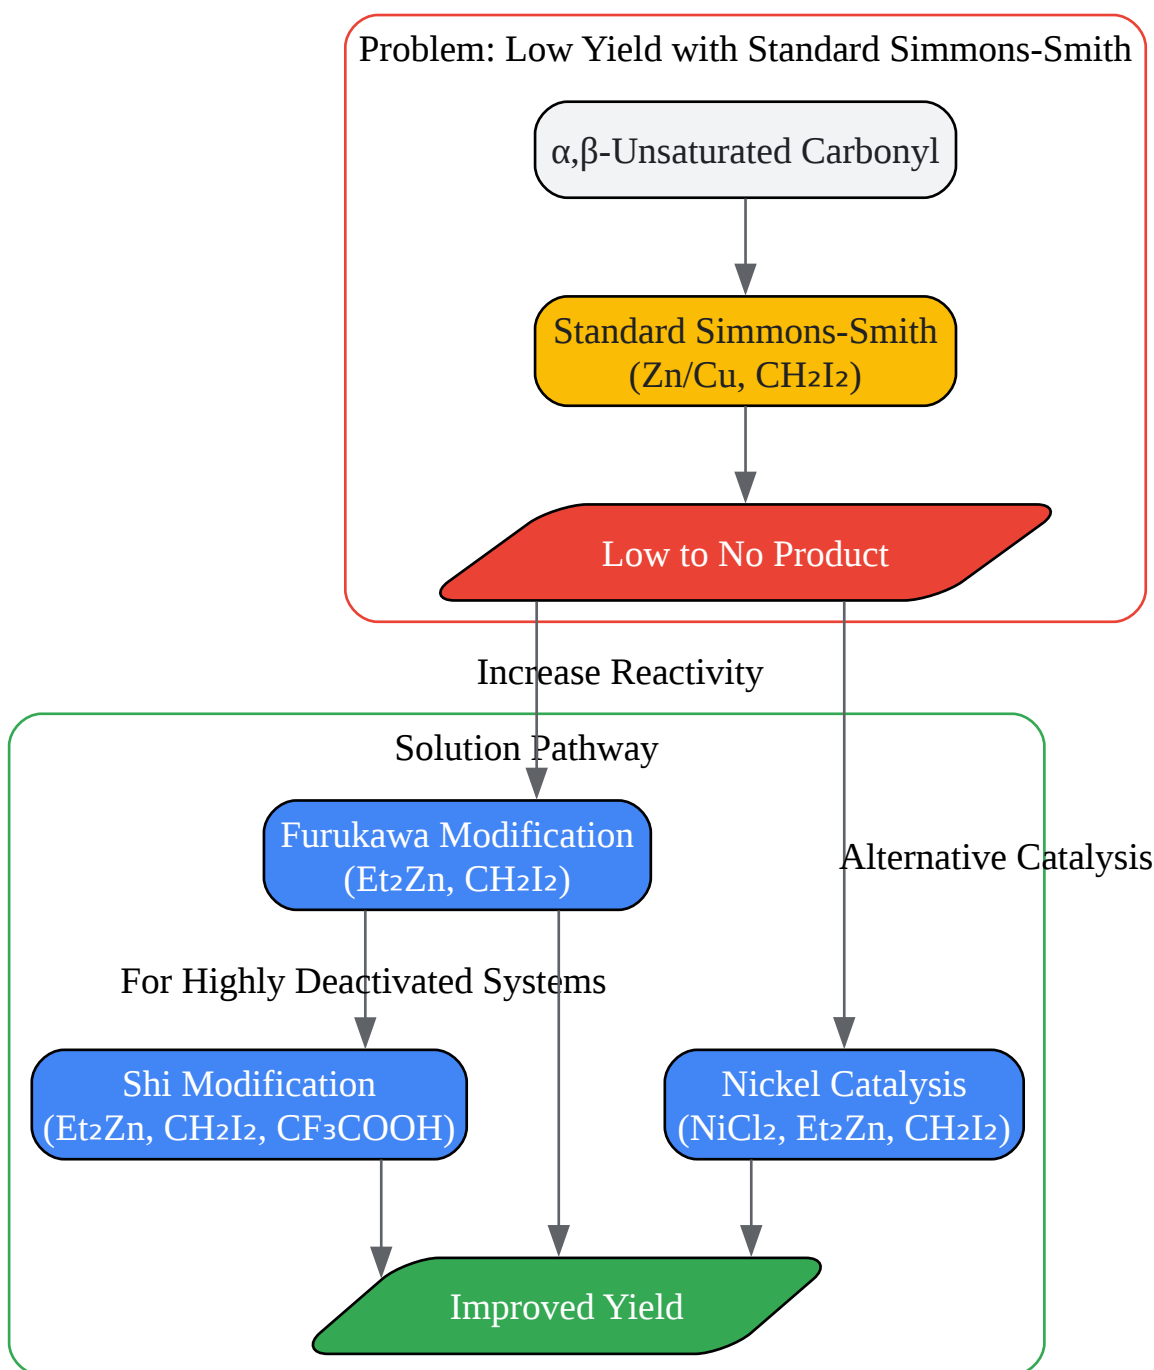 Problem: Low Yield with Standard Simmons-Smith
α,β-Unsaturated Carbonyl
Standard Simmons-Smith
(Zn/Cu, CH₂I₂)
Low to No Product
Increase Reactivity
Solution Pathway
Furukawa Modification
(Et₂Zn, CH₂I₂)
Alternative Catalysis
For Highly Deactivated Systems
Shi Modification
(Et₂Zn, CH₂I₂, CF₃COOH)
Nickel Catalysis
(NiCl₂, Et₂Zn, CH₂I₂)
Improved Yield